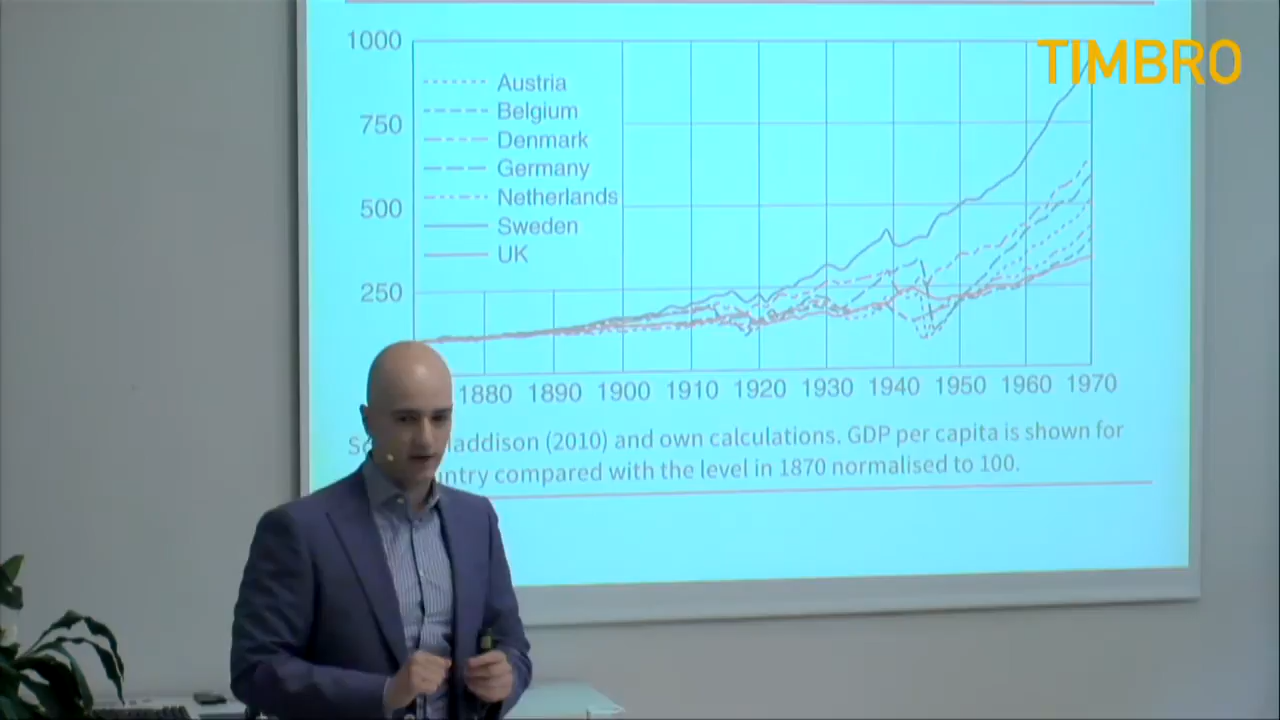 TIMBRO
1000
750
500
250
Austria
Belgium
Denmark
Germany
Netherlands
Sweden
UK
1880 1890 1900 1910 1920 1930 1940 1950 1960 1970
addison (2010) and own calculations. GDP per capita is shown for
compared with the level in 1870 normalised to 100.